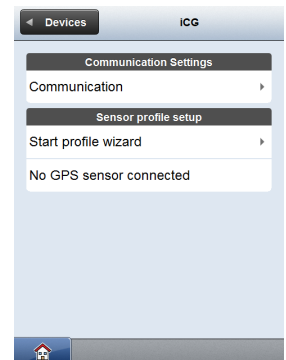 Devices
iCG
Communication Settings
Communication
Sensor profile setup
Start profile wizard
No GPS sensor connected